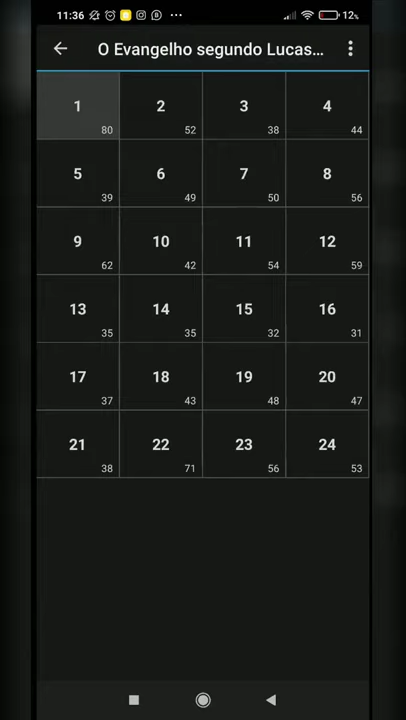 11:36 12%
O Evangelho segundo Lucas...
1 2 3 4
80 52 38 44
5 6 7 8
39 49 50 56
9 10 11 12
62 42 54 59
13 14 15 16
35 35 32 31
17 18 19 20
37 43 48 47
21 22 23 24
38 71 56 53